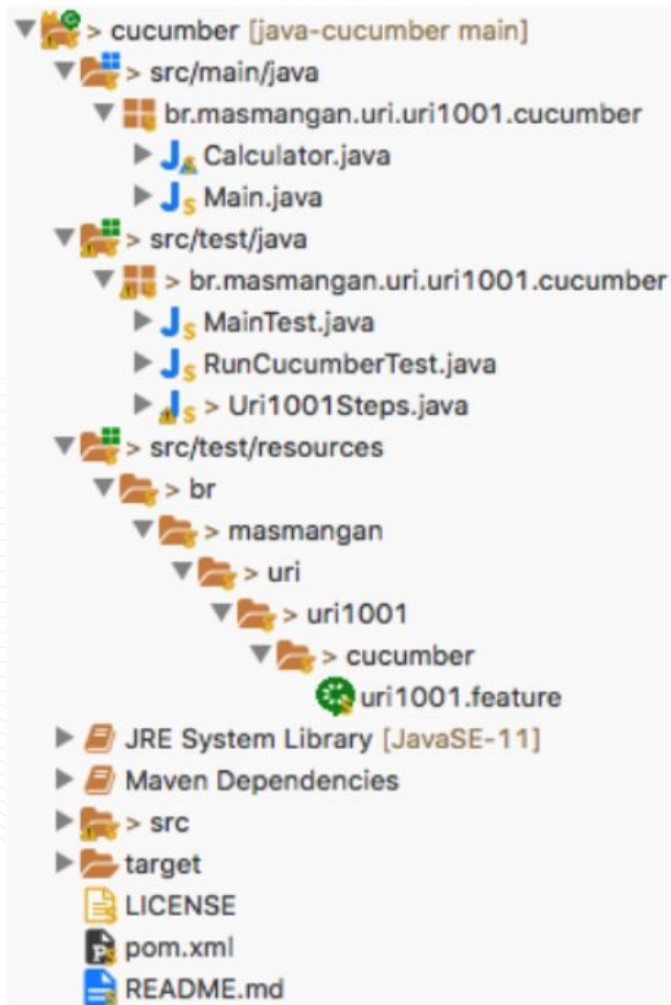 > cucumber [java-cucumber main]
> src/main/java
br.masmangan.uri.uri1001.cucumber
Calculator.java
Main.java
> src/test/java
> br.masmangan.uri.uri1001.cucumber
MainTest.java
RunCucumberTest.java
> Uri1001Steps.java
> src/test/resources
> br
> masmangan
> uri
> uri1001
> cucumber
uri1001.feature
JRE System Library [JavaSE-11]
Maven Dependencies
> src
target
LICENSE
pom.xml
README.md